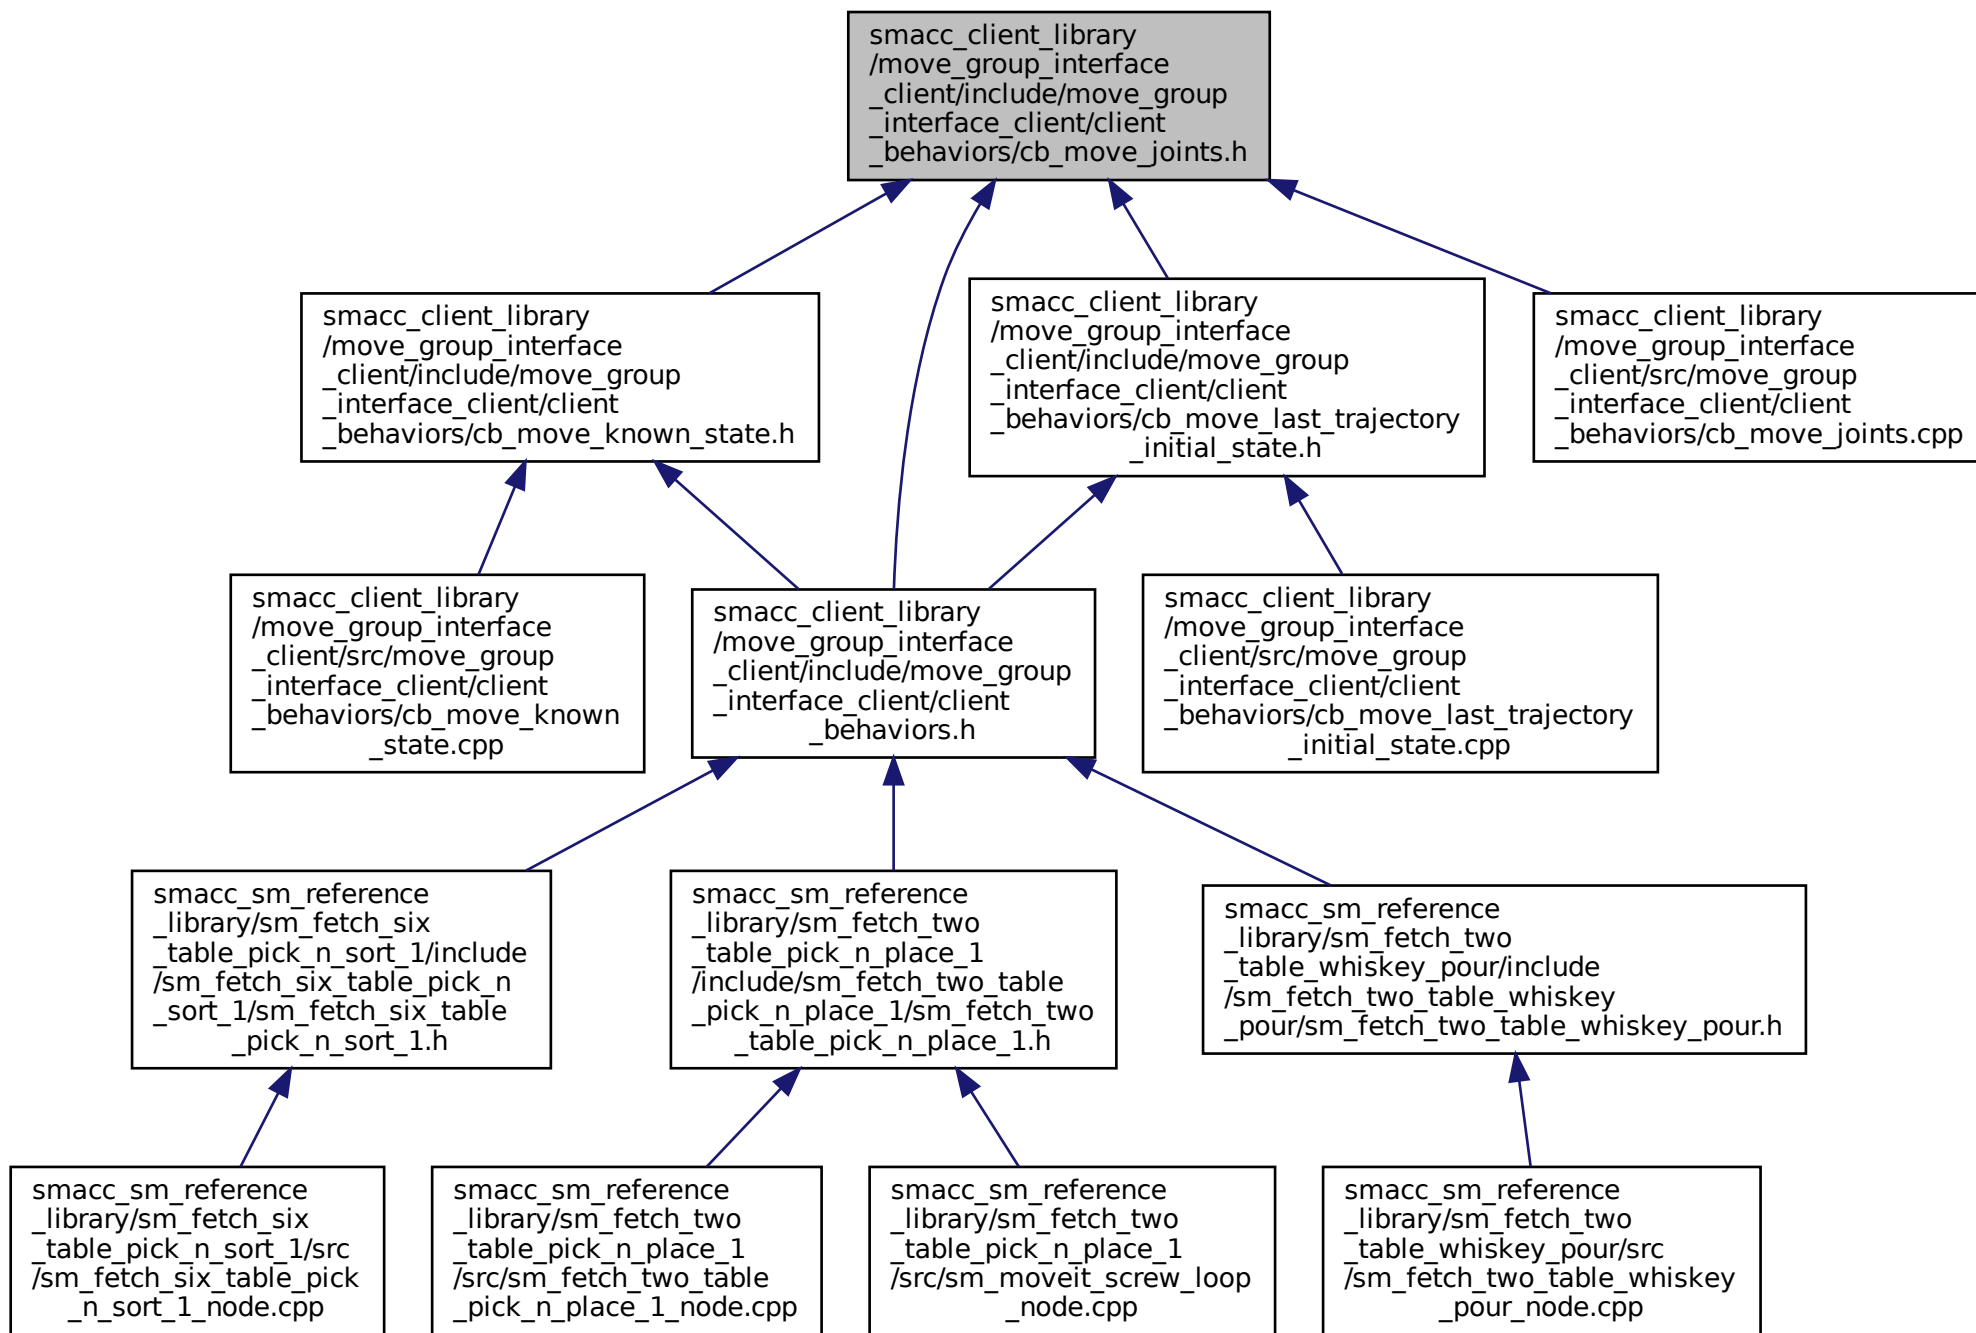 smacc_client_library
/move_group_interface
_client/include/move_group
_interface_client/client
_behaviors/cb_move_joints.h
smacc_client_library
/move_group_interface
_client/include/move_group
_interface_client/client
_behaviors/cb_move_known_state.h
smacc_client_library
/move_group_interface
_client/include/move_group
_interface_client/client
_behaviors/cb_move_last_trajectory
_initial_state.h
smacc_client_library
/move_group_interface
_client/src/move_group
_interface_client/client
_behaviors/cb_move_joints.cpp
smacc_client_library
/move_group_interface
_client/src/move_group
_interface_client/client
_behaviors/cb_move_known
_state.cpp
smacc_client_library
/move_group_interface
_client/include/move_group
_interface_client/client
_behaviors.h
smacc_client_library
/move_group_interface
_client/src/move_group
_interface_client/client
_behaviors/cb_move_last_trajectory
_initial_state.cpp
smacc_sm_reference
_library/sm_fetch_six
_table_pick_n_sort_1/include
/sm_fetch_six_table_pick_n
_sort_1/sm_fetch_six_table
_pick_n_sort_1.h
smacc_sm_reference
_library/sm_fetch_two
_table_pick_n_place_1
/include/sm_fetch_two_table
_pick_n_place_1/sm_fetch_two
_table_pick_n_place_1.h
smacc_sm_reference
_library/sm_fetch_two
_table_whiskey_pour/include
/sm_fetch_two_table_whiskey
_pour/sm_fetch_two_table_whiskey_pour.h
smacc_sm_reference
_library/sm_fetch_six
_table_pick_n_sort_1/src
/sm_fetch_six_table_pick
_n_sort_1_node.cpp
smacc_sm_reference
_library/sm_fetch_two
_table_pick_n_place_1
/src/sm_fetch_two_table
_pick_n_place_1_node.cpp
smacc_sm_reference
_library/sm_fetch_two
_table_pick_n_place_1
/src/sm_moveit_screw_loop
_node.cpp
smacc_sm_reference
_library/sm_fetch_two
_table_whiskey_pour/src
/sm_fetch_two_table_whiskey
_pour_node.cpp